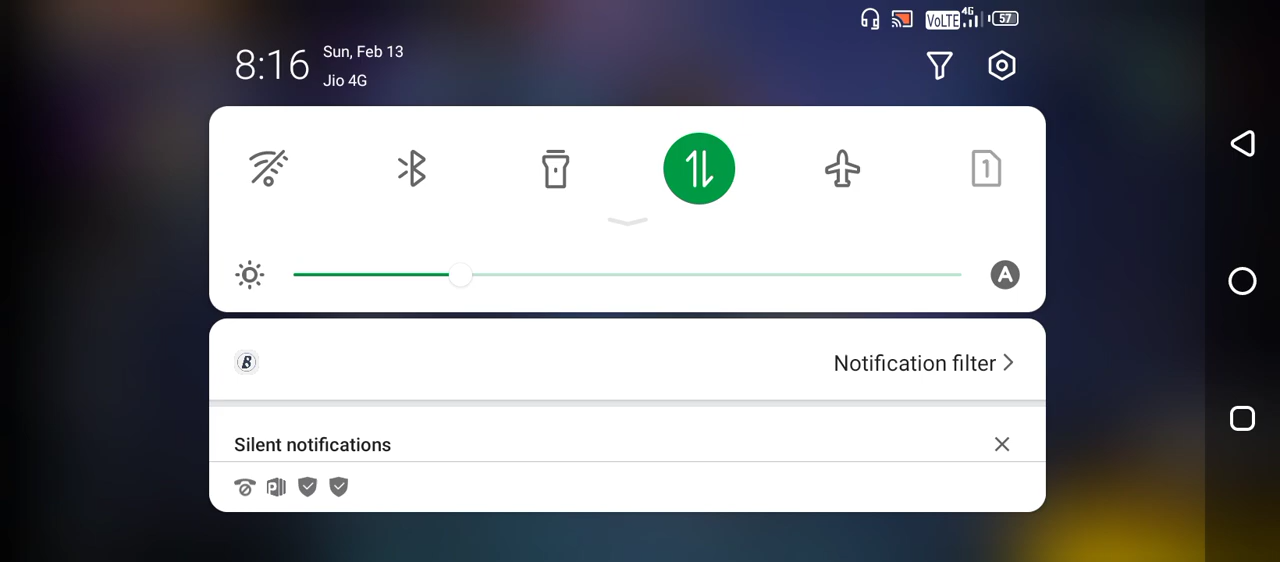 VoLTE 4G 57
8:16
Sun, Feb 13
Jio 4G
1
A
B
Notification filter
Silent notifications